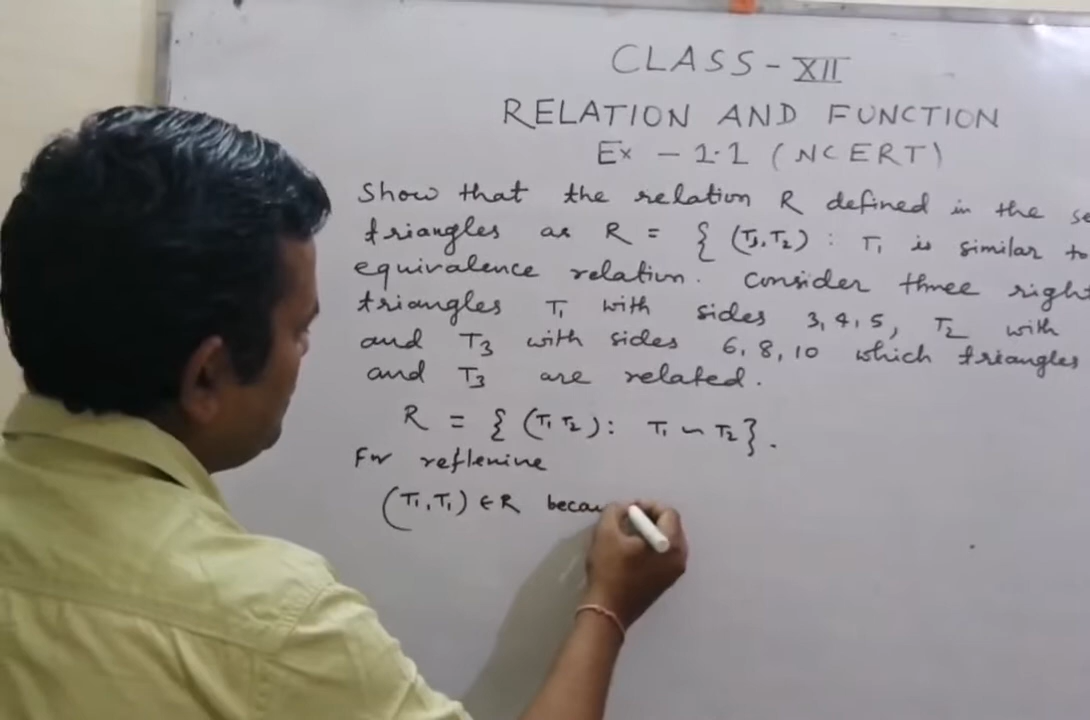 CLASS - XII
RELATION AND FUNCTION
Ex - 1.1 (NCERT)
Show that the relation R defined in the se
triangles as R = { (T1, T2) : T1 is similar to
equivalence relation. Consider three right
triangles T1 with sides 3, 4, 5, T2 with
and T3 with sides 6, 8, 10 which triangles
and T3 are related.
R = { (T1 T2) : T1 ~ T2 }.
For reflexive
(T1, T1) ∈ R becau